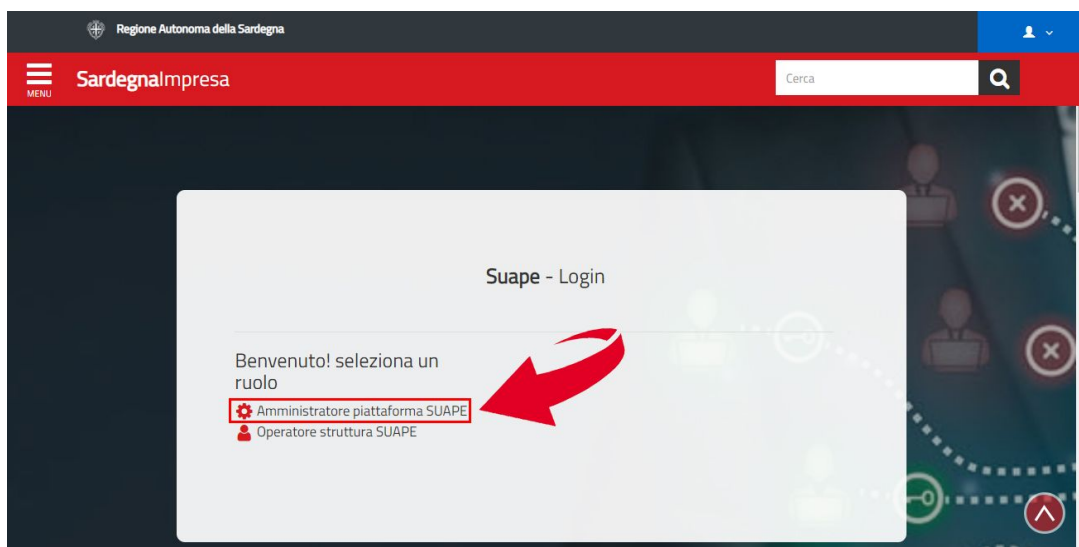 Regione Autonoma della Sardegna
MENU
SardegnaImpresa
Cerca
Suape - Login
Benvenuto! seleziona un
ruolo
Amministratore piattaforma SUAPE
Operatore struttura SUAPE